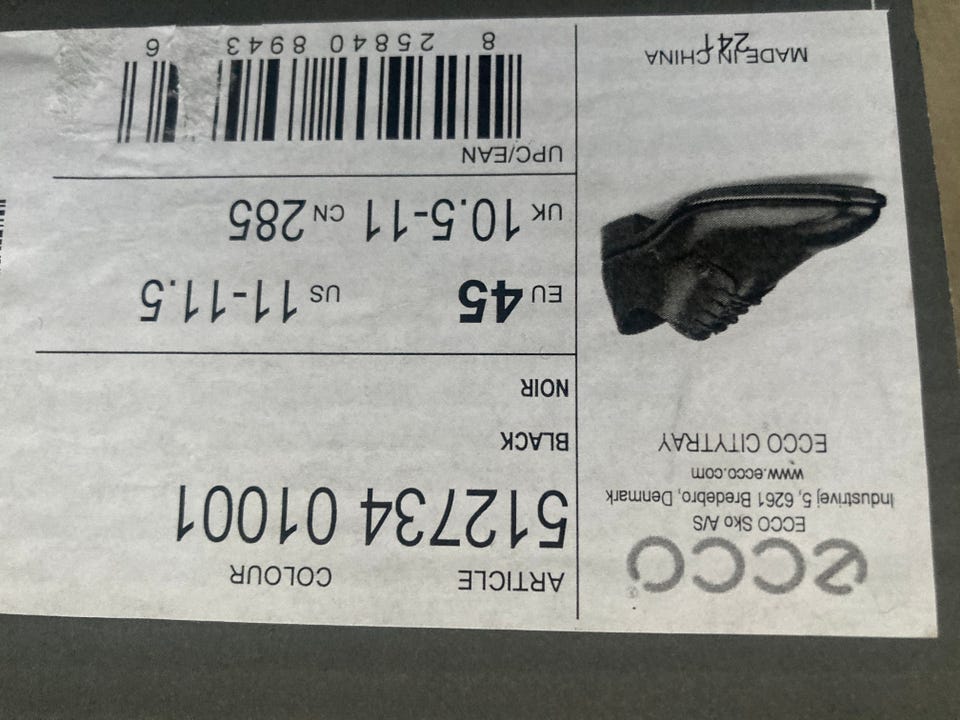 ecco®
ECCO Sko A/S
Industrivej 5, 6261 Bredebro, Denmark
www.ecco.com
ECCO CITYTRAY
MADE IN CHINA
241
ARTICLE COLOUR
512734 01001
BLACK
NOIR
EU 45 US 11-11.5
UK 10.5-11 CN 285
UPC/EAN
8 25840 8943 6